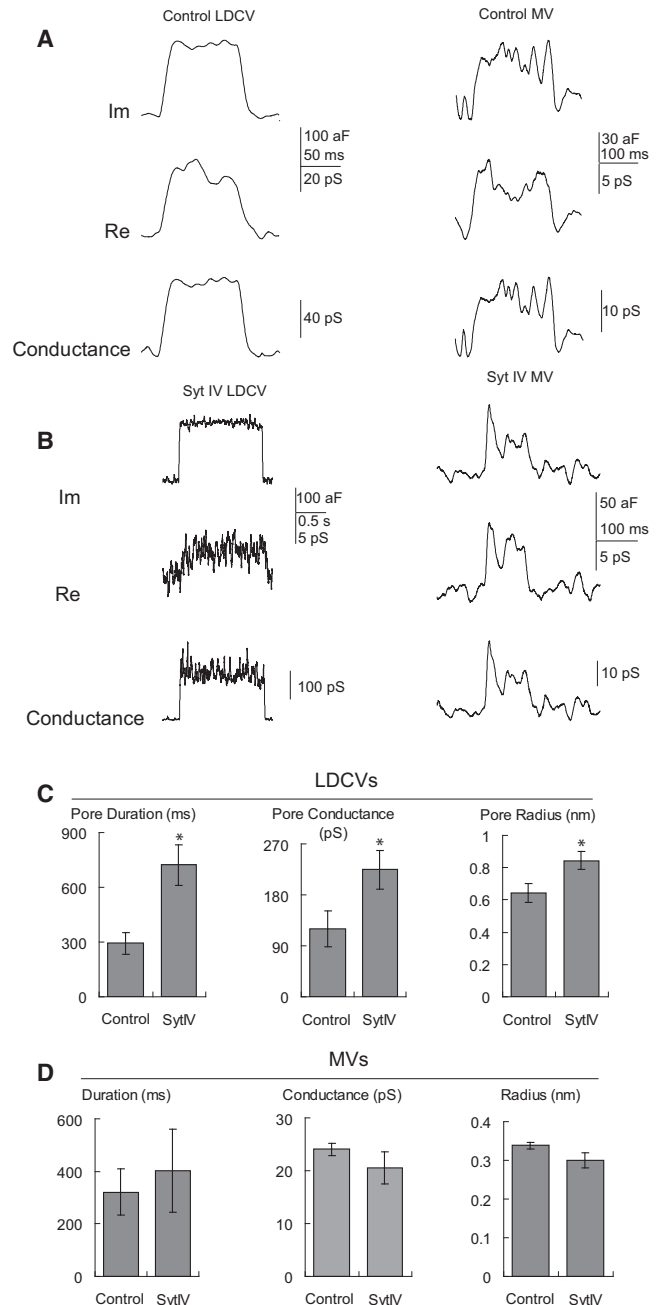 A
Control LDCV
Control MV
Im
100 aF
50 ms
20 pS
30 aF
100 ms
5 pS
Re
Conductance
40 pS
10 pS
B
Syt IV LDCV
Syt IV MV
Im
100 aF
0.5 s
5 pS
50 aF
100 ms
5 pS
Re
Conductance
100 pS
10 pS
C
LDCVs
Pore Duration (ms)
900
600
300
0
*
Control SytIV
Pore Conductance
(pS)
270
180
90
0
*
Control SytIV
Pore Radius (nm)
1
0.8
0.6
0.4
0.2
0
*
Control SytIV
D
MVs
Duration (ms)
600
400
200
0
Control SytIV
Conductance (pS)
30
20
10
0
Control SytIV
Radius (nm)
0.4
0.3
0.2
0.1
0
Control SytIV